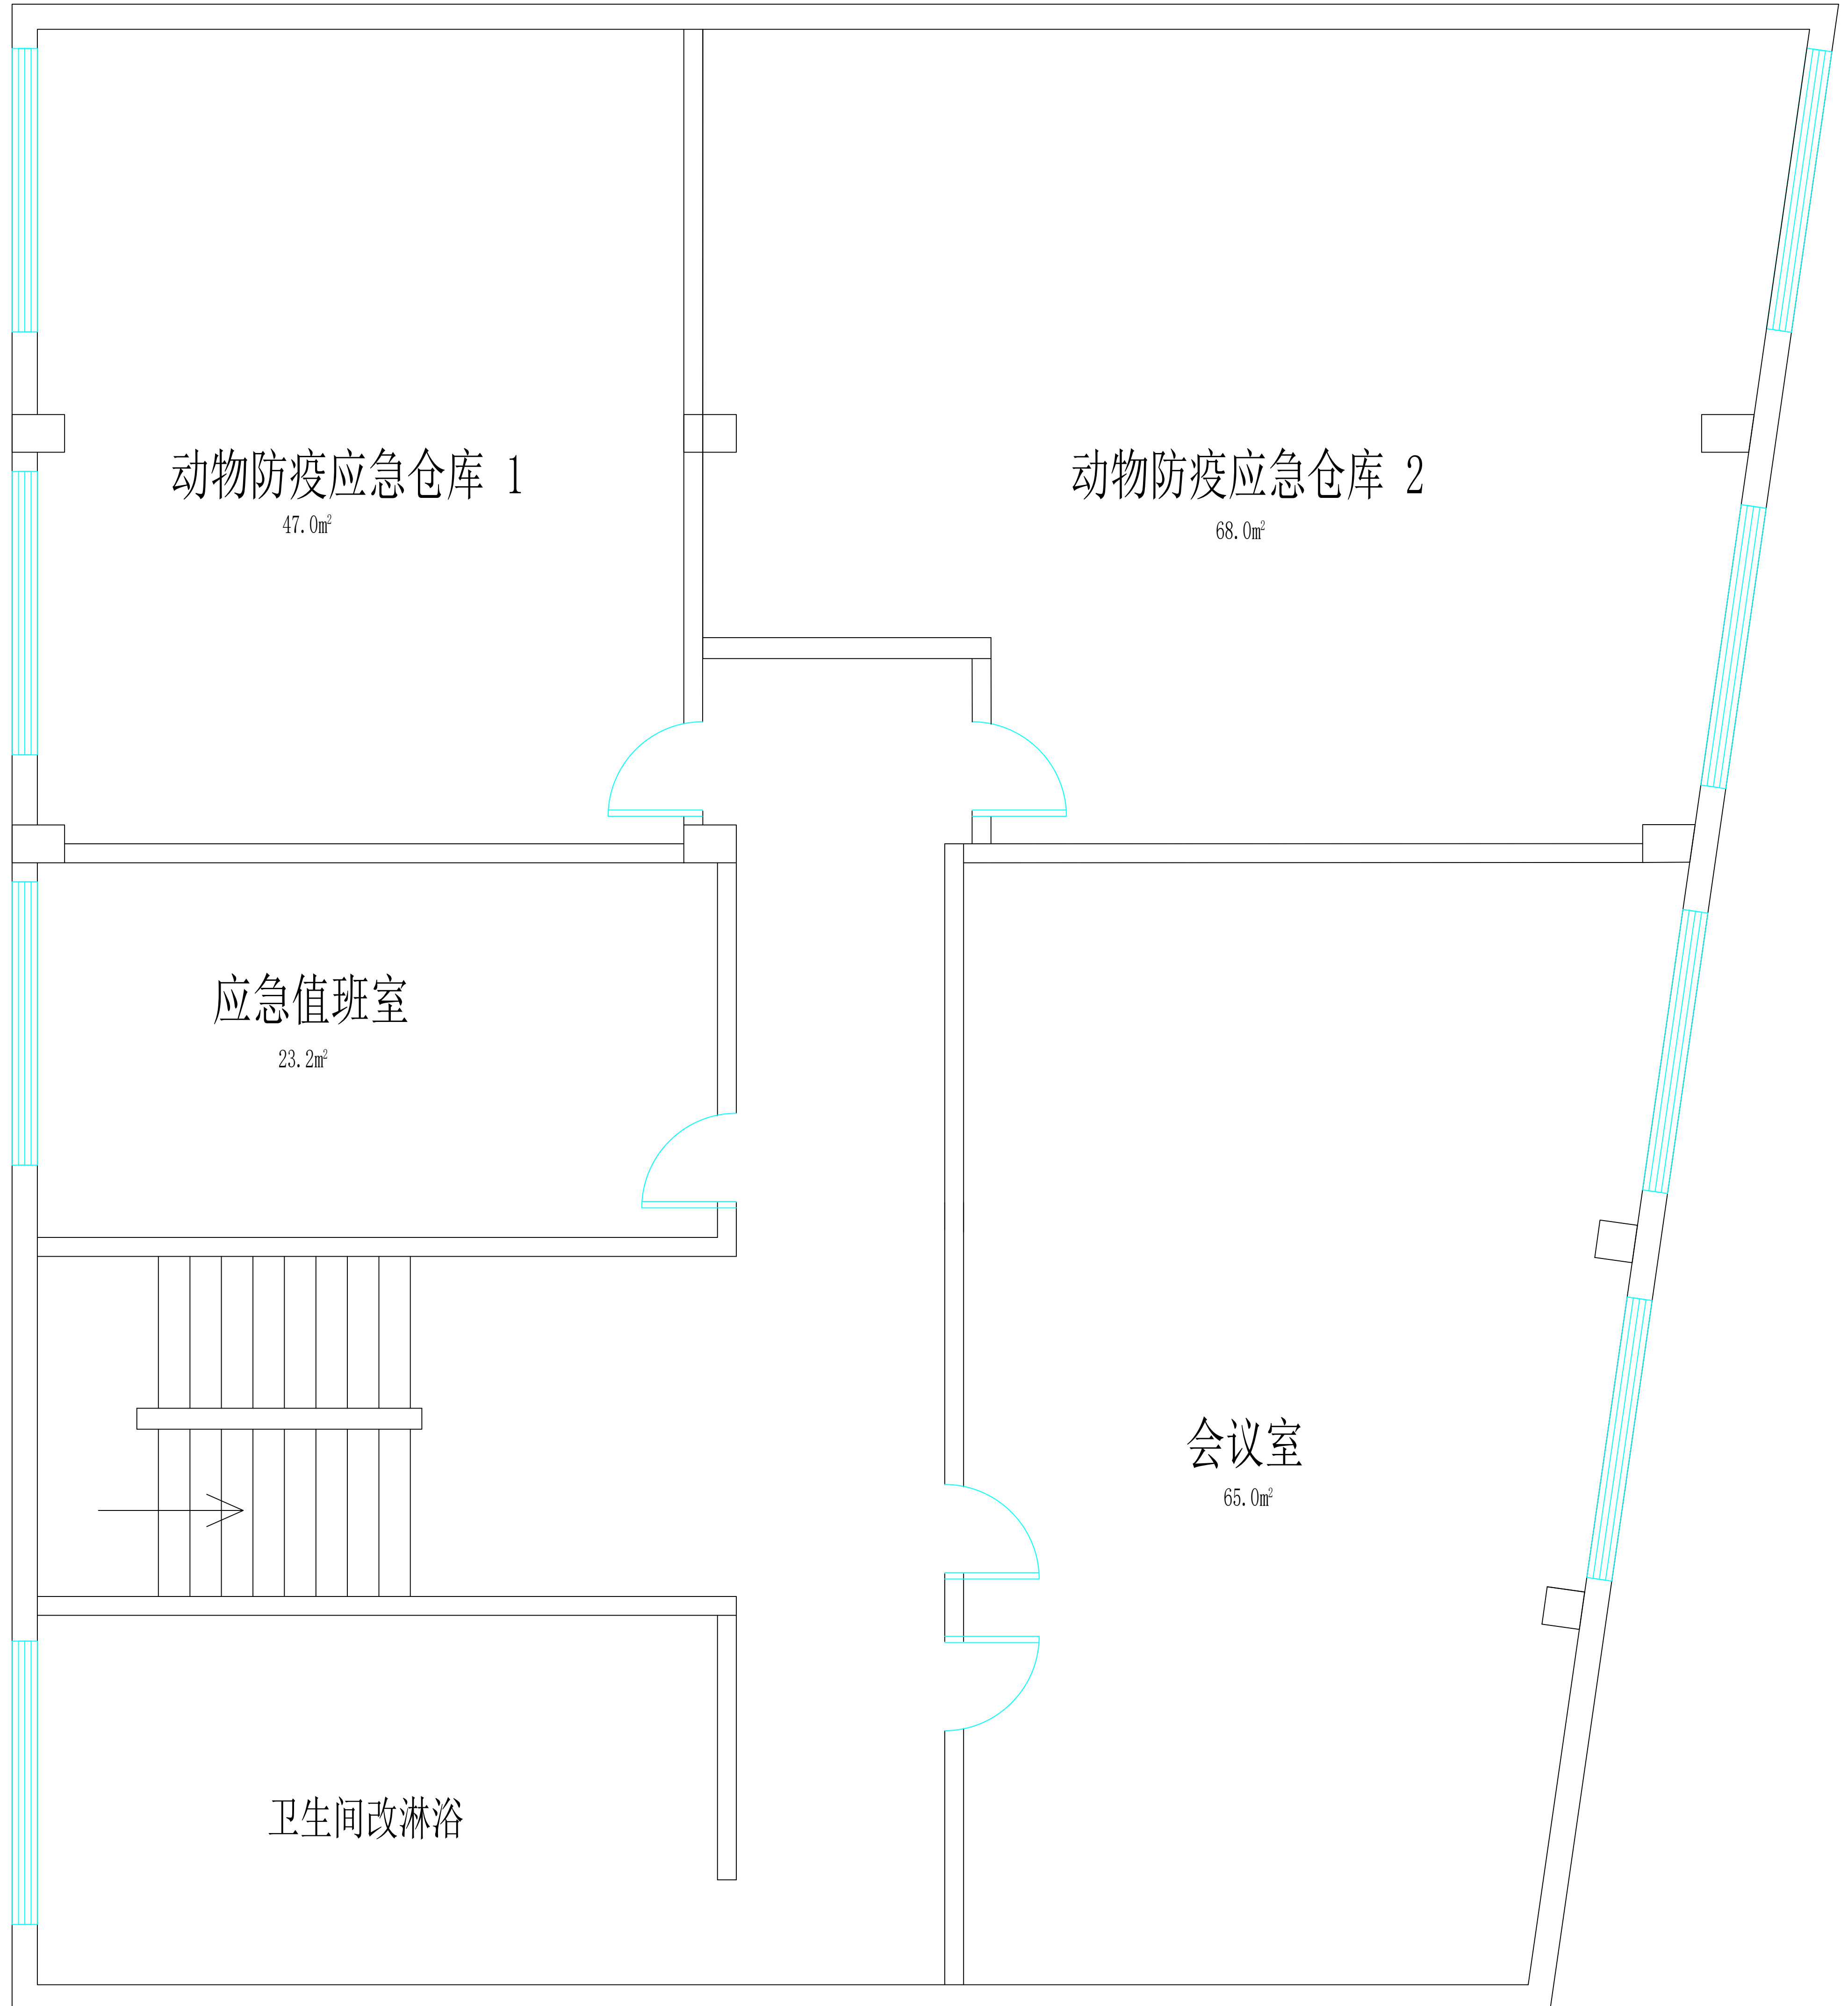 动物防疫应急仓库 1
47.0m²
动物防疫应急仓库 2
68.0m²
应急值班室
23.2m²
会议室
65.0m²
卫生间改淋浴